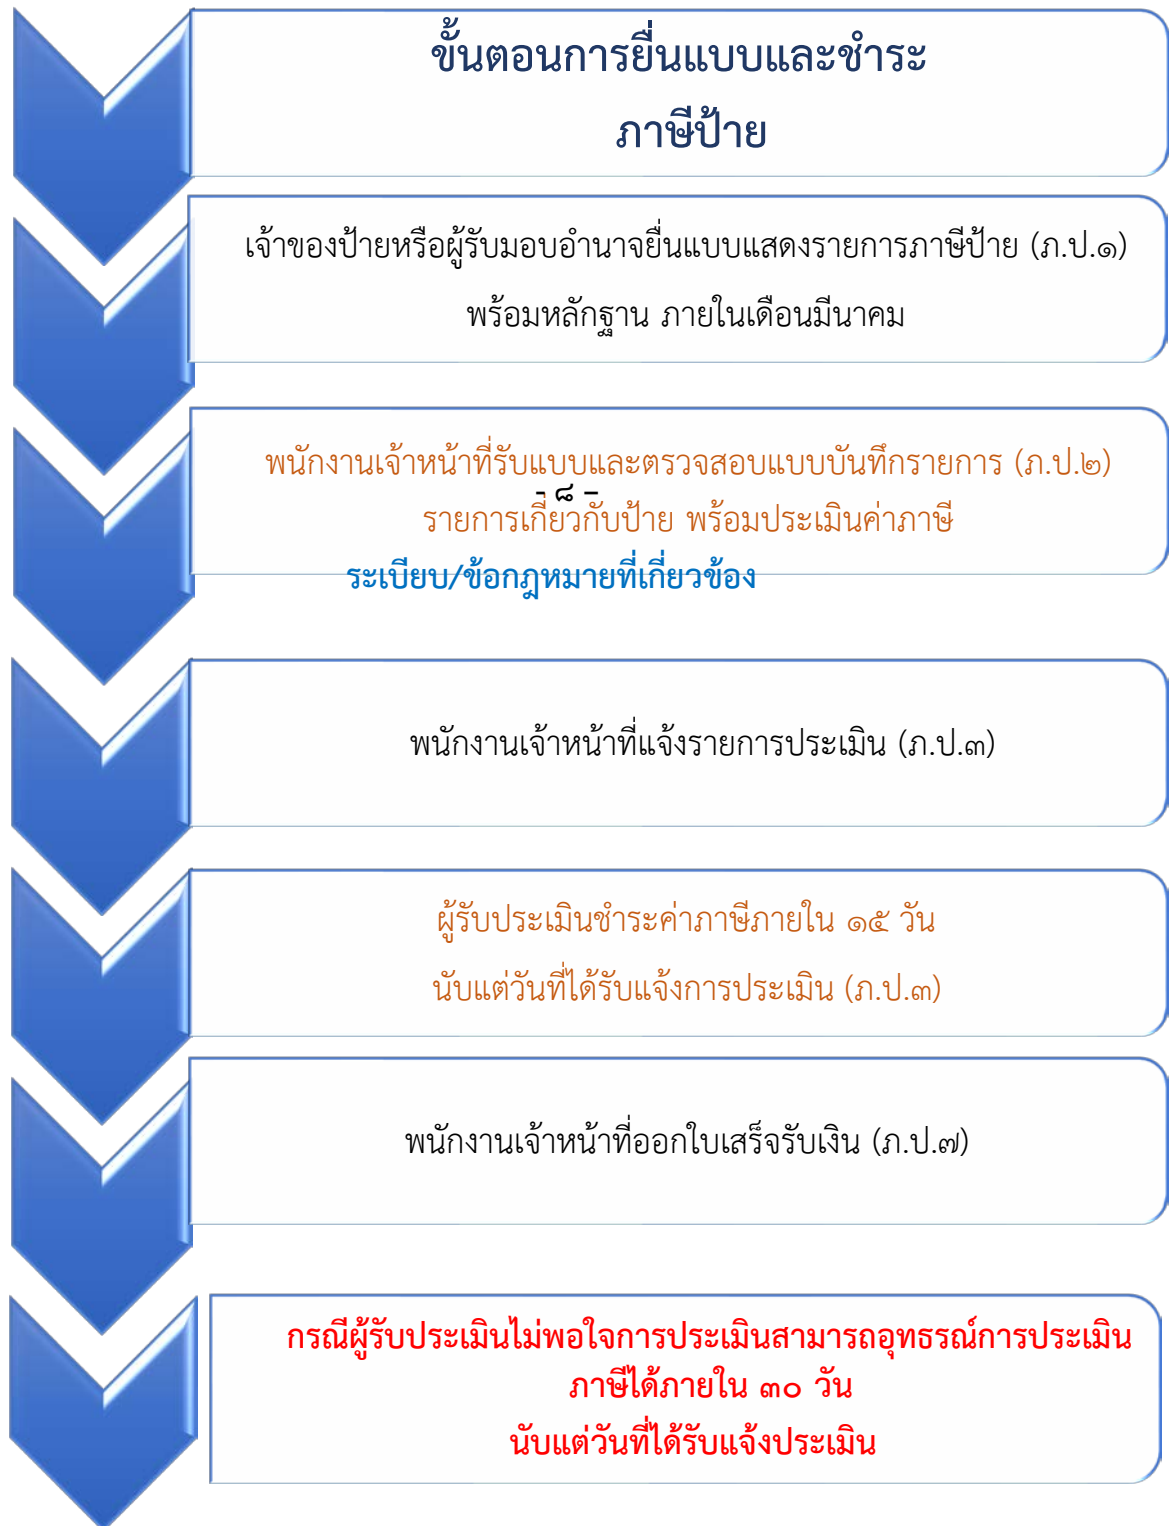 ขั้นตอนการยื่นแบบและชำระ
ภาษีป้าย
เจ้าของป้ายหรือผู้รับมอบอำนาจยื่นแบบแสดงรายการภาษีป้าย (ภ.ป.๑)
พร้อมหลักฐาน ภายในเดือนมีนาคม
พนักงานเจ้าหน้าที่รับแบบและตรวจสอบแบบบันทึกรายการ (ภ.ป.๒)
- ๘ -
รายการเกี่ยวกับป้าย พร้อมประเมินค่าภาษี
ระเบียบ/ข้อกฎหมายที่เกี่ยวข้อง
พนักงานเจ้าหน้าที่แจ้งรายการประเมิน (ภ.ป.๓)
ผู้รับประเมินชำระค่าภาษีภายใน ๑๕ วัน
นับแต่วันที่ได้รับแจ้งการประเมิน (ภ.ป.๓)
พนักงานเจ้าหน้าที่ออกใบเสร็จรับเงิน (ภ.ป.๗)
กรณีผู้รับประเมินไม่พอใจการประเมินสามารถอุทธรณ์การประเมิน
ภาษีได้ภายใน ๓๐ วัน
นับแต่วันที่ได้รับแจ้งประเมิน